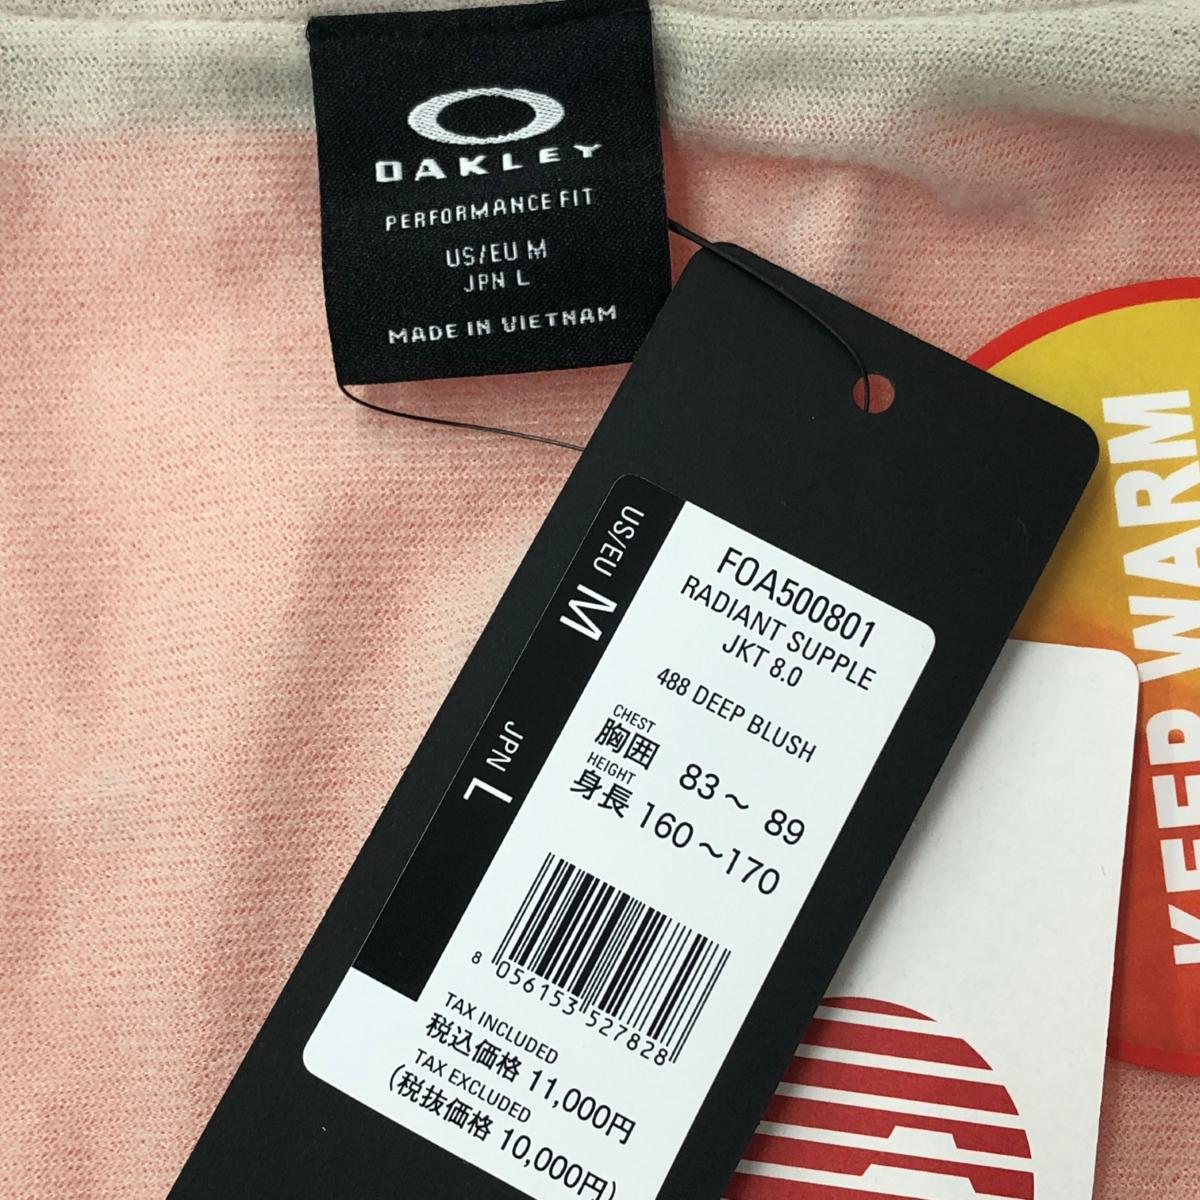 OAKLEY
PERFORMANCE FIT
US/EU M
JPN L
MADE IN VIETNAM
US/EU M
JPN L
FOA500801
RADIANT SUPPLE
JKT 8.0
488 DEEP BLUSH
CHEST
胸囲 83～ 89
HEIGHT
身長 160～170
8 056153 527828
TAX INCLUDED
税込価格 11,000円
TAX EXCLUDED
(税抜価格 10,000円)
KEEP WARM